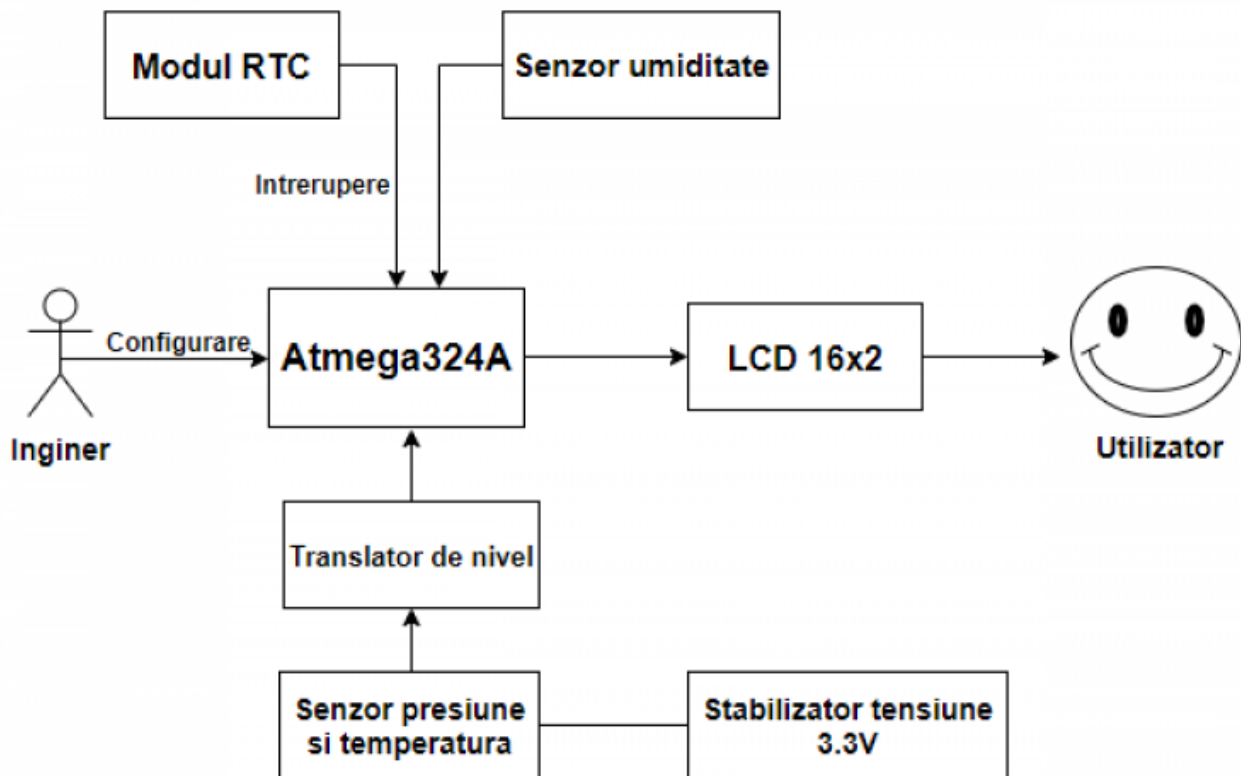 Modul RTC
Senzor umiditate
Intrerupere
Configurare
Inginer
Atmega324A
LCD 16x2
Utilizator
Translator de nivel
Senzor presiune
si temperatura
Stabilizator tensiune
3.3V